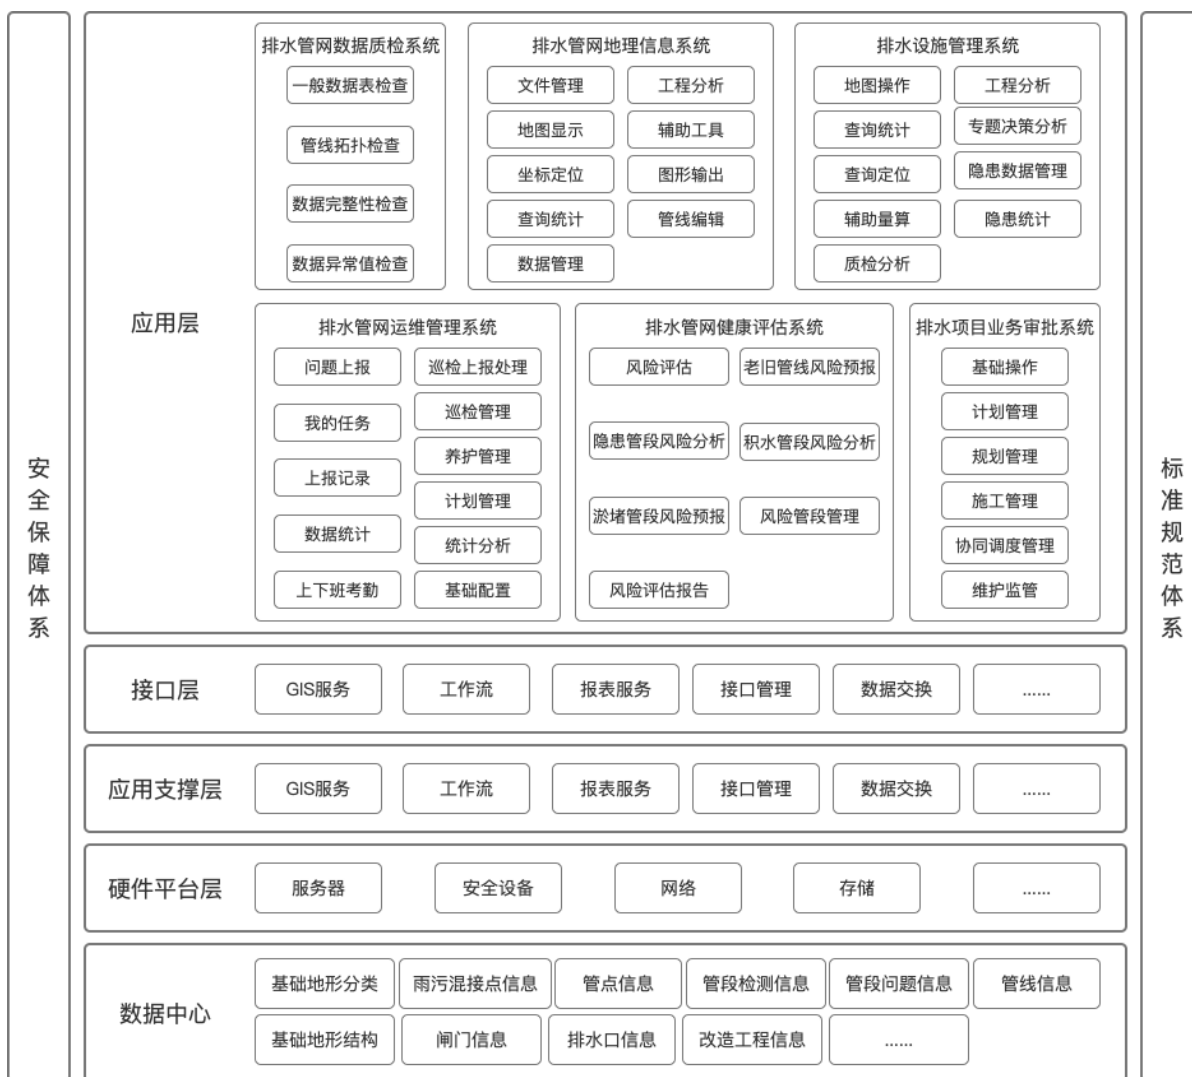 安全保障体系
应用层
排水管网数据质检系统
一般数据表检查
管线拓扑检查
数据完整性检查
数据异常值检查
排水管网地理信息系统
文件管理 工程分析
地图显示 辅助工具
坐标定位 图形输出
查询统计 管线编辑
数据管理
排水设施管理系统
地图操作 工程分析
查询统计 专题决策分析
查询定位 隐患数据管理
辅助量算 隐患统计
质检分析
排水管网运维管理系统
问题上报
我的任务
上报记录
数据统计
上下班考勤
巡检上报处理
巡检管理
养护管理
计划管理
统计分析
基础配置
排水管网健康评估系统
风险评估 老旧管线风险预报
隐患管段风险分析 积水管段风险分析
淤堵管段风险预报 风险管段管理
风险评估报告
排水项目业务审批系统
基础操作
计划管理
规划管理
施工管理
协同调度管理
维护监管
接口层
GIS服务 工作流 报表服务 接口管理 数据交换 ......
应用支撑层
GIS服务 工作流 报表服务 接口管理 数据交换 ......
硬件平台层
服务器 安全设备 网络 存储 ......
数据中心
基础地形分类 雨污混接点信息 管点信息 管段检测信息 管段问题信息 管线信息
基础地形结构 闸门信息 排水口信息 改造工程信息 ......
标准规范体系